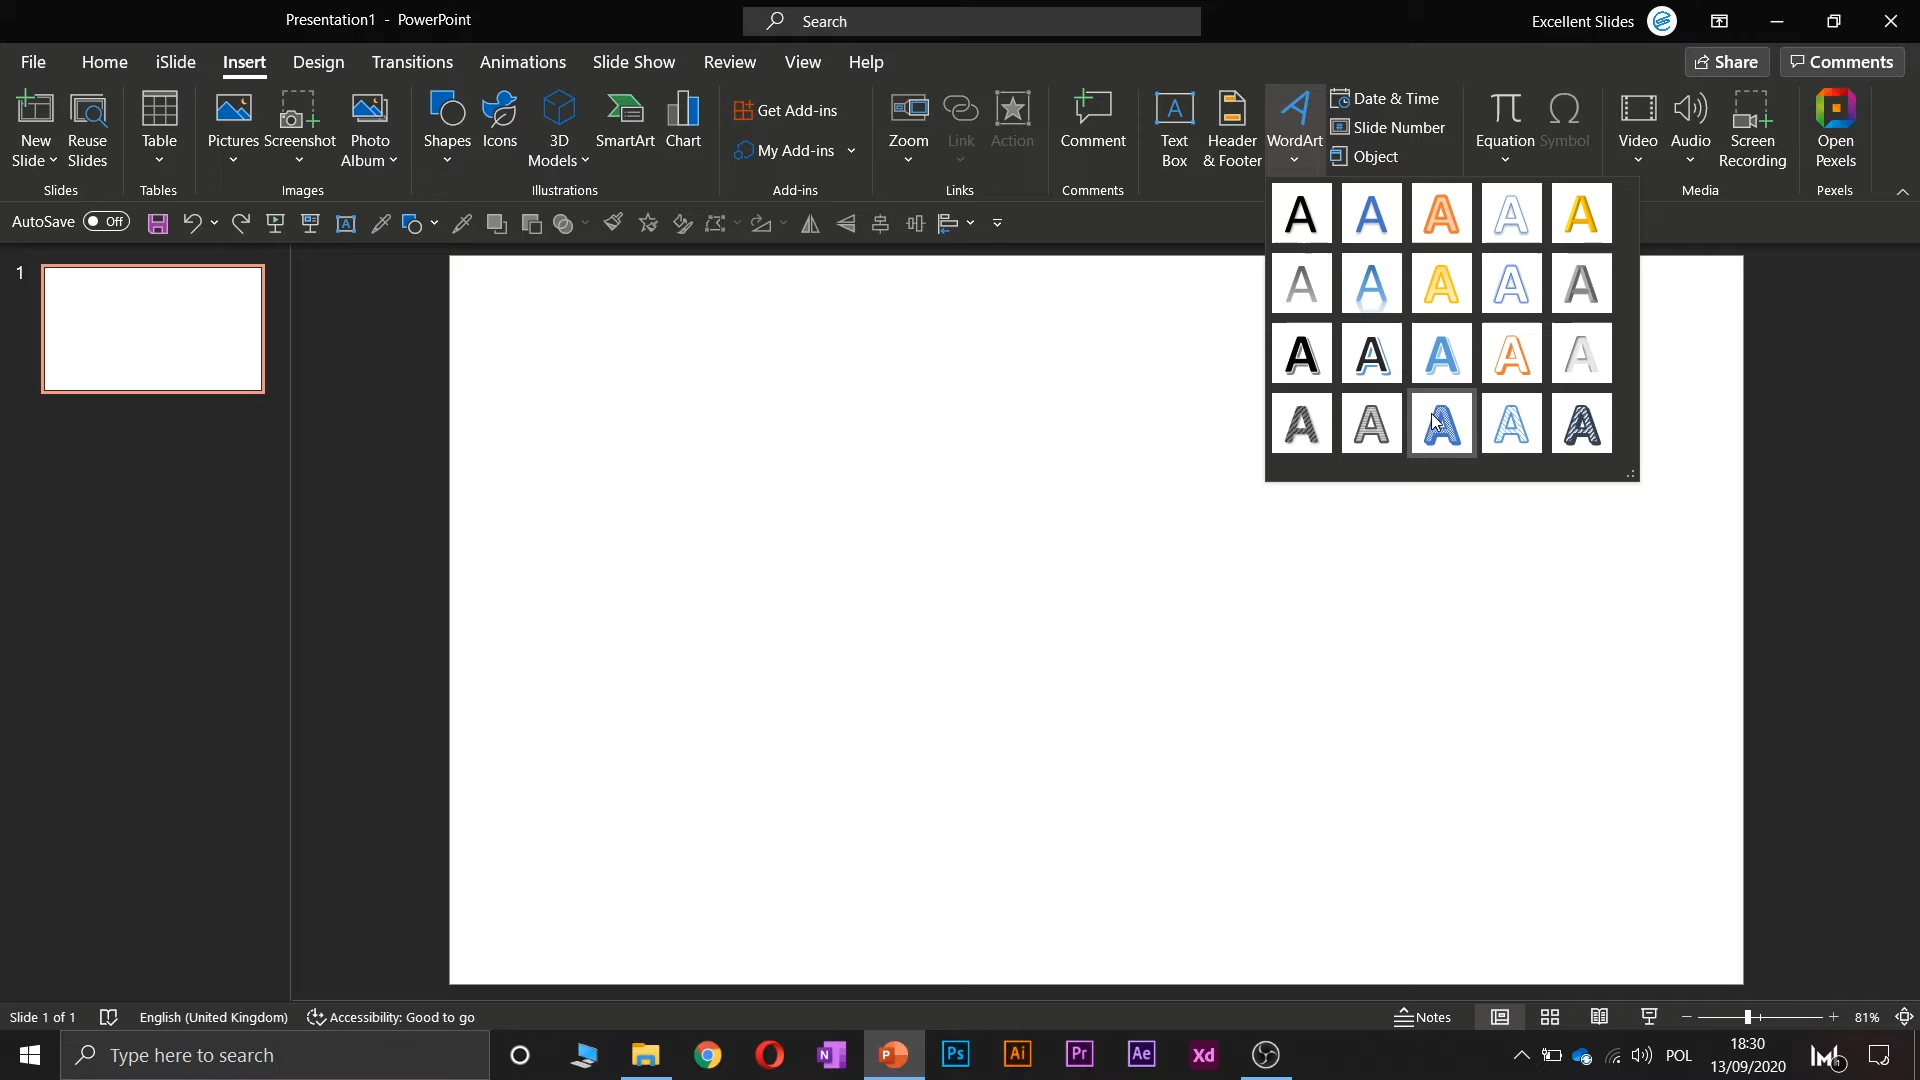 Presentation1 - PowerPoint
Search
Excellent Slides
File Home iSlide Insert Design Transitions Animations Slide Show Review View Help
Share Comments
New Slide
Reuse Slides
Table
Pictures
Screenshot
Photo Album
Shapes
Icons
3D Models
SmartArt
Chart
Get Add-ins
My Add-ins
Zoom
Link
Action
Comment
Text Box
Header & Footer
WordArt
Date & Time
Slide Number
Object
Equation
Symbol
Video
Audio
Screen Recording
Open Pexels
Slides Tables Images Illustrations Add-ins Links Comments Media Pexels
AutoSave Off
A A A A A
A A A A A
A A A A A
A A A A A
1
Slide 1 of 1 English (United Kingdom) Accessibility: Good to go Notes 81%
Type here to search
Ps Ai Pr Ae Xd
POL
18:30
13/09/2020